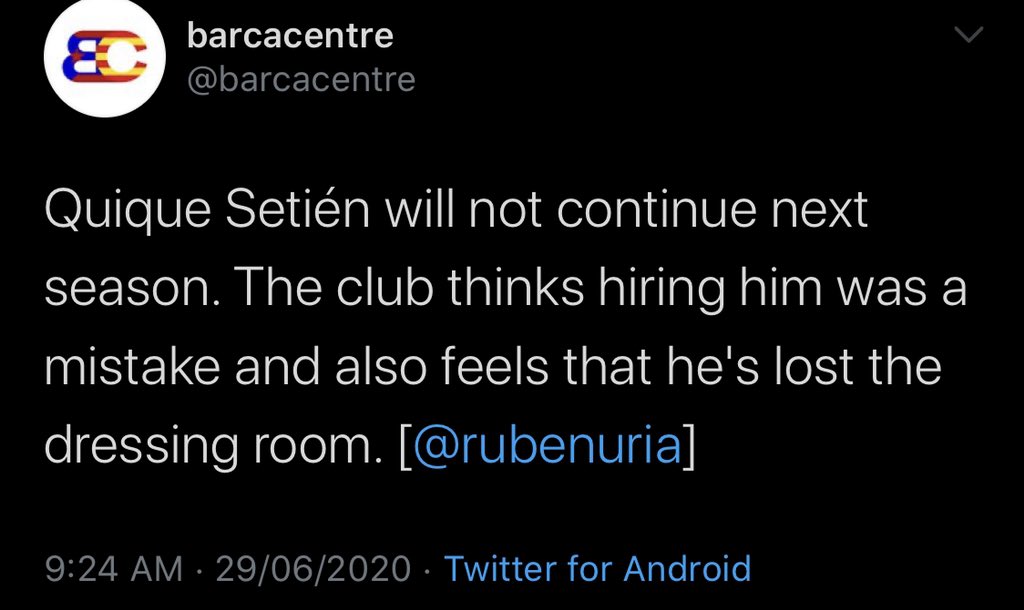 barcacentre
@barcacentre
Quique Setién will not continue next
season. The club thinks hiring him was a
mistake and also feels that he's lost the
dressing room. [@rubenuria]
9:24 AM · 29/06/2020 · Twitter for Android